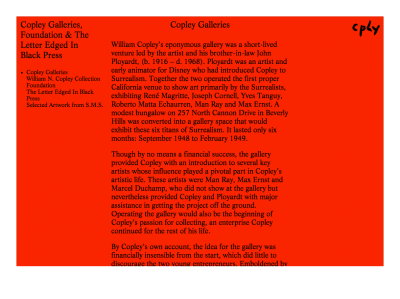 Copley Galleries,
Foundation & The
Letter Edged In
Black Press
Copley Galleries
William N. Copley Collection
Foundation
The Letter Edged In Black
Press
Selected Artwork from S.M.S.
Copley Galleries
William Copley's eponymous gallery was a short-lived
venture led by the artist and his brother-in-law John
Ployardt, (b. 1916 – d. 1968). Ployardt was an artist and
early animator for Disney who had introduced Copley to
Surrealism. Together the two operated the first proper
California venue to show art primarily by the Surrealists,
exhibiting René Magritte, Joseph Cornell, Yves Tanguy,
Roberto Matta Echaurren, Man Ray and Max Ernst. A
modest bungalow on 257 North Cannon Drive in Beverly
Hills was converted into a gallery space that would
exhibit these six titans of Surrealism. It lasted only six
months: September 1948 to February 1949.
Though by no means a financial success, the gallery
provided Copley with an introduction to several key
artists whose influence played a pivotal part in Copley's
artistic life. These artists were Man Ray, Max Ernst and
Marcel Duchamp, who did not show at the gallery but
nevertheless provided Copley and Ployardt with major
assistance in getting the project off the ground.
Operating the gallery would also be the beginning of
Copley's passion for collecting, an enterprise Copley
continued for the rest of his life.
By Copley's own account, the idea for the gallery was
financially insensible from the start, which did little to
discourage the two young entrepreneurs. Emboldened by
cply